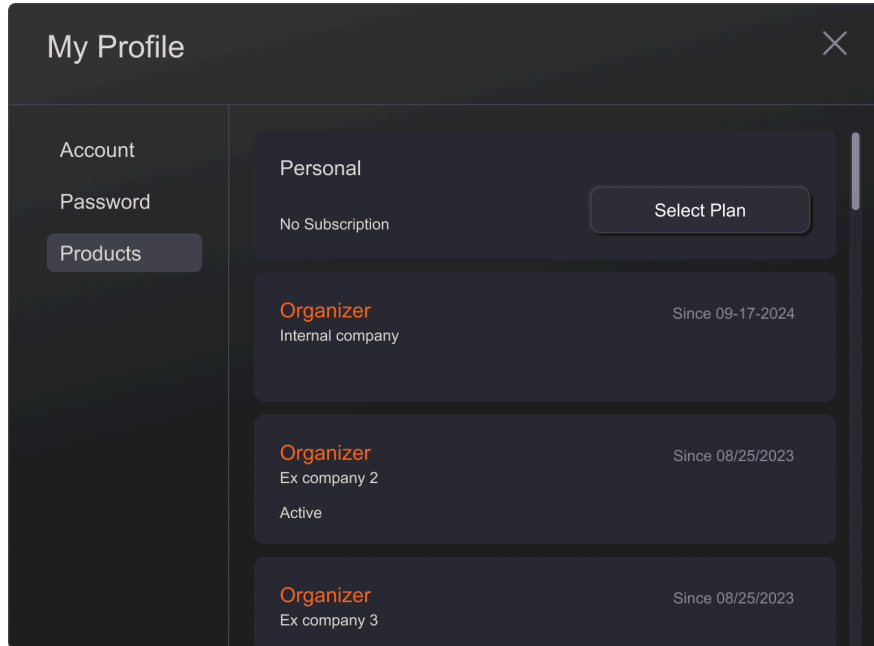 My Profile
Account
Password
Products
Personal
No Subscription
Select Plan
Organizer
Since 09-17-2024
Internal company
Organizer
Since 08/25/2023
Ex company 2
Active
Organizer
Since 08/25/2023
Ex company 3